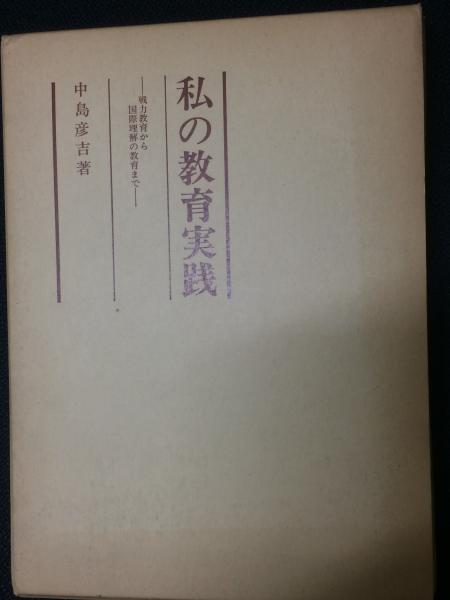 私の教育実践
——戦力教育から
国際理解の教育まで——
中島彦吉著